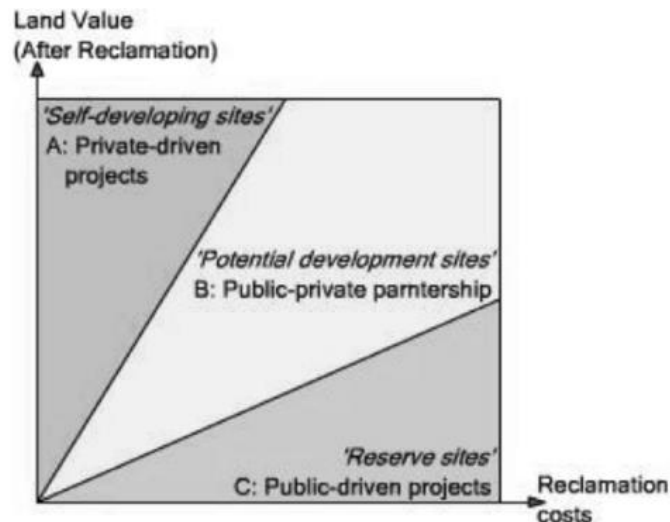 Land Value
(After Reclamation)
'Self-developing sites'
A: Private-driven
projects
'Potential development sites'
B: Public-private parntership
'Reserve sites'
C: Public-driven projects
Reclamation
costs